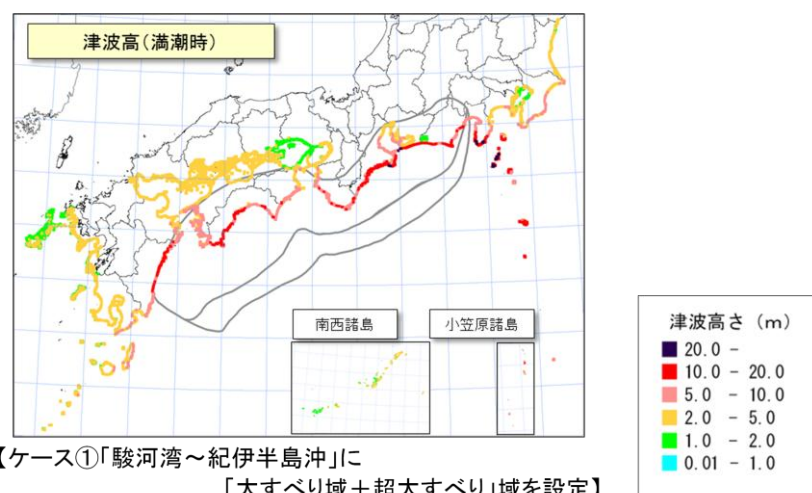 津波高(満潮時)
南西諸島
小笠原諸島
津波高さ (m)
20.0 -
10.0 - 20.0
5.0 - 10.0
2.0 - 5.0
1.0 - 2.0
0.01 - 1.0
【ケース①「駿河湾~紀伊半島沖」に
「大すべり域+超大すべり」域を設定】